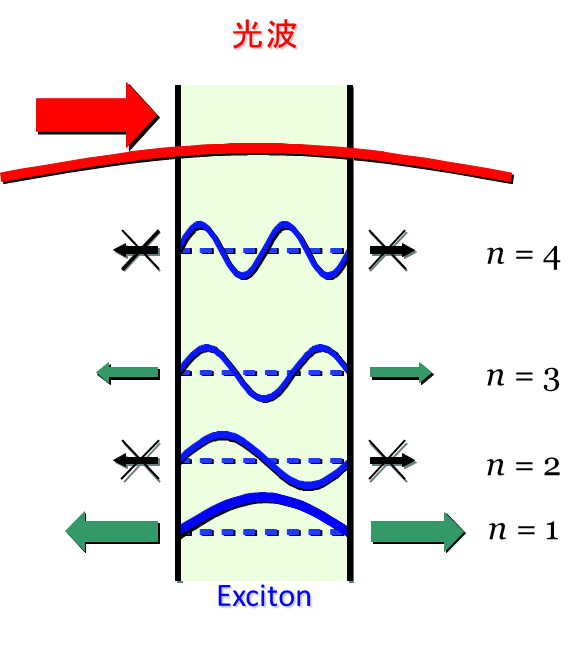 光波
n = 4
n = 3
n = 2
n = 1
Exciton